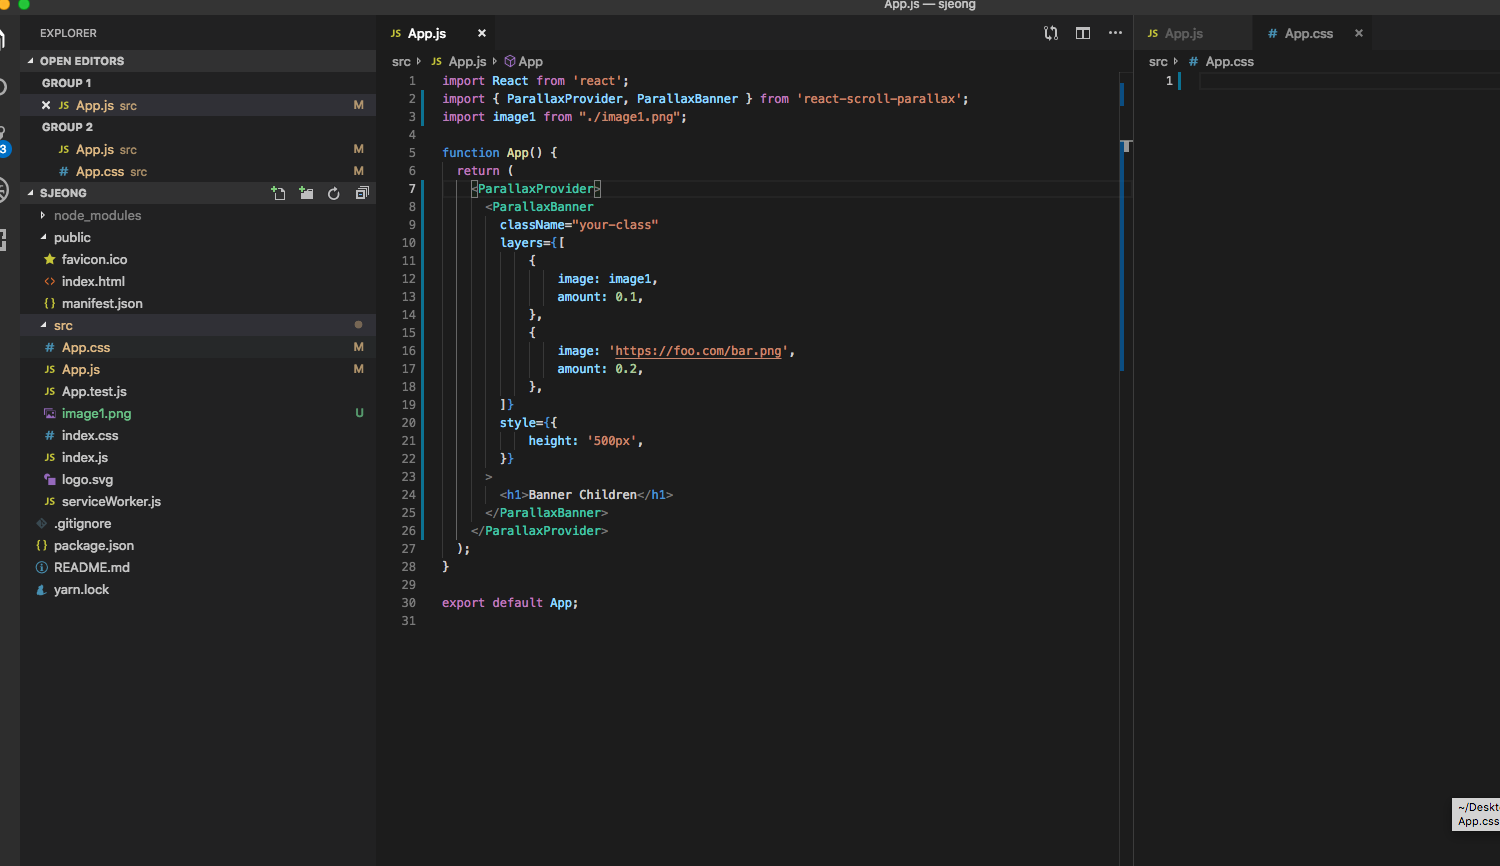 App.js — sjeong
EXPLORER
OPEN EDITORS
GROUP 1
JS App.js src M
GROUP 2
JS App.js src M
# App.css src M
3
SJEONG
node_modules
public
favicon.ico
<> index.html
{} manifest.json
src
# App.css M
JS App.js M
JS App.test.js
image1.png U
# index.css
JS index.js
logo.svg
JS serviceWorker.js
.gitignore
{} package.json
README.md
yarn.lock
JS App.js
src JS App.js App
1 import React from 'react';
2 import { ParallaxProvider, ParallaxBanner } from 'react-scroll-parallax';
3 import image1 from "./image1.png";
4
5 function App() {
6 return (
7 <ParallaxProvider>
8 <ParallaxBanner
9 className="your-class"
10 layers={[
11 {
12 image: image1,
13 amount: 0.1,
14 },
15 {
16 image: 'https://foo.com/bar.png',
17 amount: 0.2,
18 },
19 ]}
20 style={{
21 height: '500px',
22 }}
23 >
24 <h1>Banner Children</h1>
25 </ParallaxBanner>
26 </ParallaxProvider>
27 );
28 }
29
30 export default App;
31
JS App.js # App.css
src # App.css
1
~/Deskt
App.css